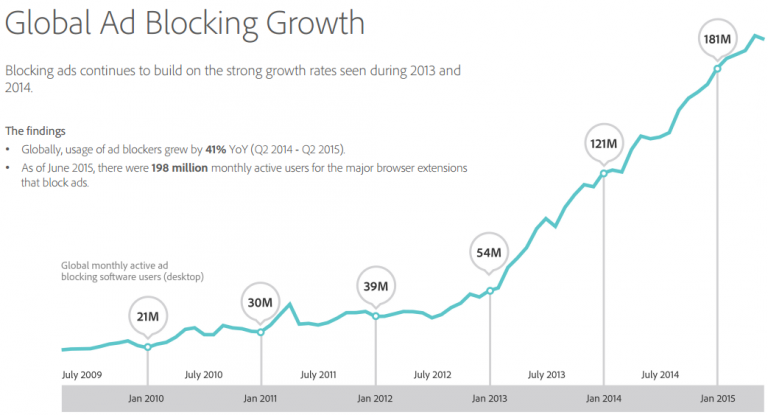 Global Ad Blocking Growth
Blocking ads continues to build on the strong growth rates seen during 2013 and
2014.
The findings
• Globally, usage of ad blockers grew by 41% YoY (Q2 2014 - Q2 2015).
• As of June 2015, there were 198 million monthly active users for the major browser extensions
that block ads.
Global monthly active ad
blocking software users (desktop)
21M
30M
39M
54M
121M
181M
July 2009
July 2010
July 2011
July 2012
July 2013
July 2014
Jan 2010
Jan 2011
Jan 2012
Jan 2013
Jan 2014
Jan 2015